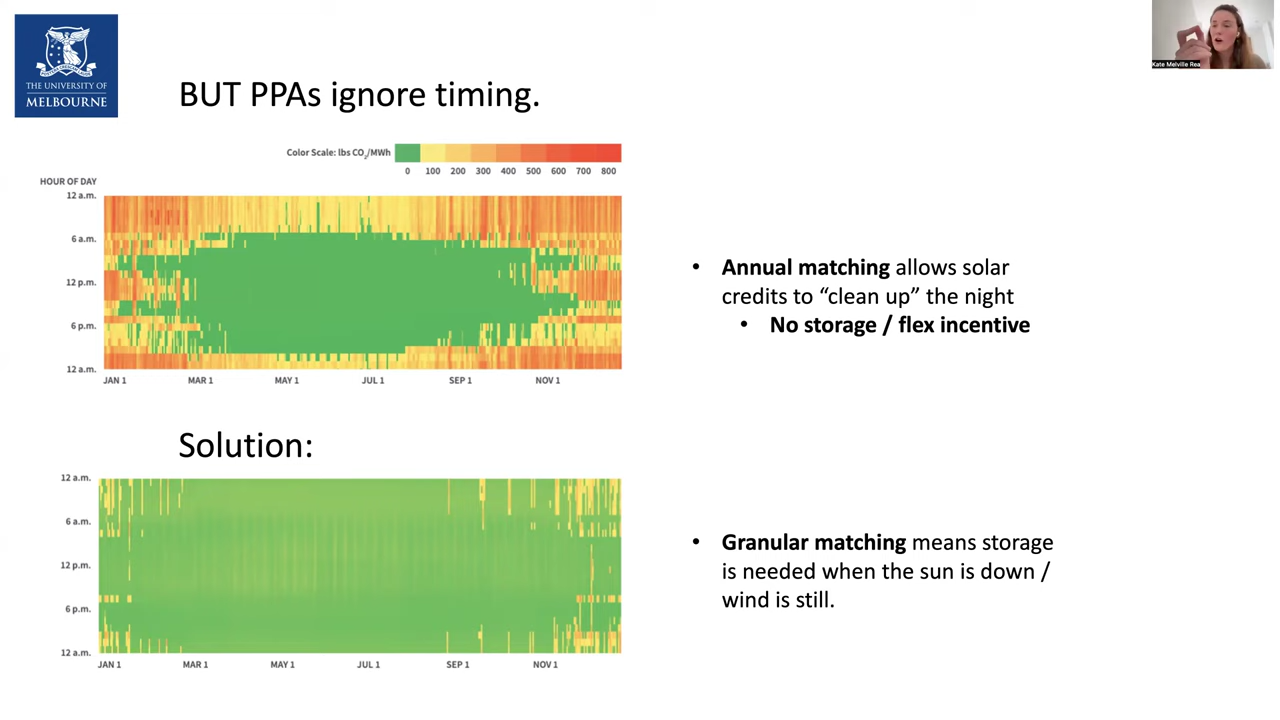 THE UNIVERSITY OF
MELBOURNE
Kate Melville Rea
BUT PPAs ignore timing.
Color Scale: lbs CO2/MWh
0 100 200 300 400 500 600 700 800
HOUR OF DAY
12 a.m.
6 a.m.
12 p.m.
6 p.m.
12 a.m.
JAN 1 MAR 1 MAY 1 JUL 1 SEP 1 NOV 1
• Annual matching allows solar
credits to “clean up” the night
• No storage / flex incentive
Solution:
12 a.m.
6 a.m.
12 p.m.
6 p.m.
12 a.m.
JAN 1 MAR 1 MAY 1 JUL 1 SEP 1 NOV 1
• Granular matching means storage
is needed when the sun is down /
wind is still.